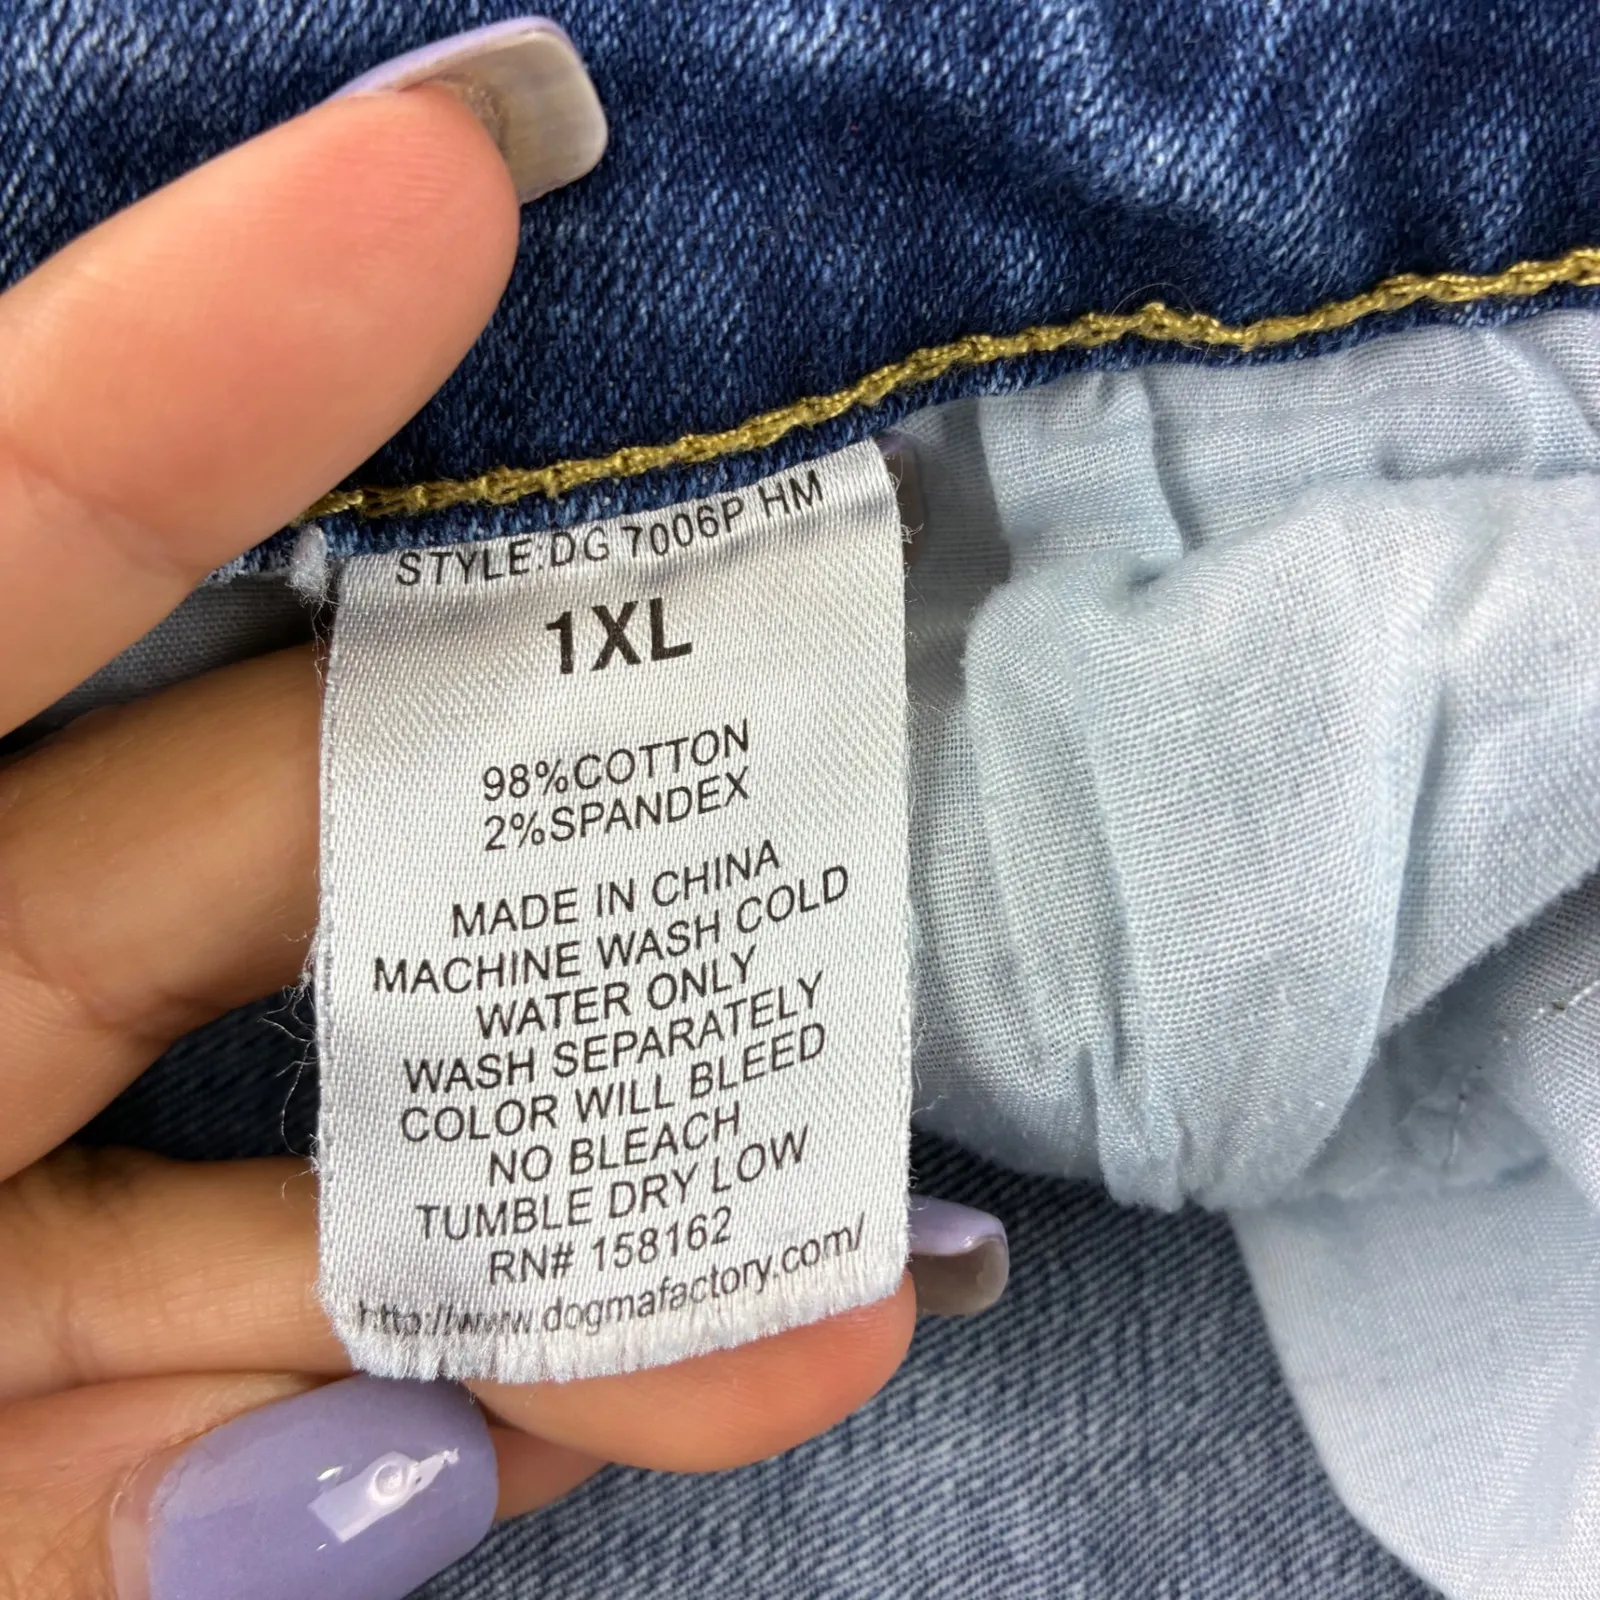 STYLE:DG 7006P HM
1XL
98%COTTON
2%SPANDEX
MADE IN CHINA
MACHINE WASH COLD
WATER ONLY
WASH SEPARATELY
COLOR WILL BLEED
NO BLEACH
TUMBLE DRY LOW
RN# 158162
http://www.dogmafactory.com/